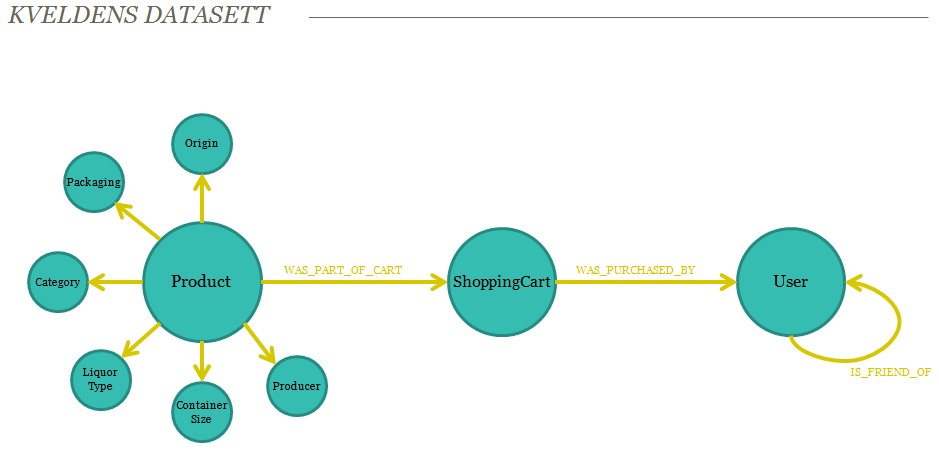 KVELDENS DATASETT
Origin
Packaging
Category
Product
WAS_PART_OF_CART
ShoppingCart
WAS_PURCHASED_BY
User
IS_FRIEND_OF
Liquor
Type
Container
Size
Producer